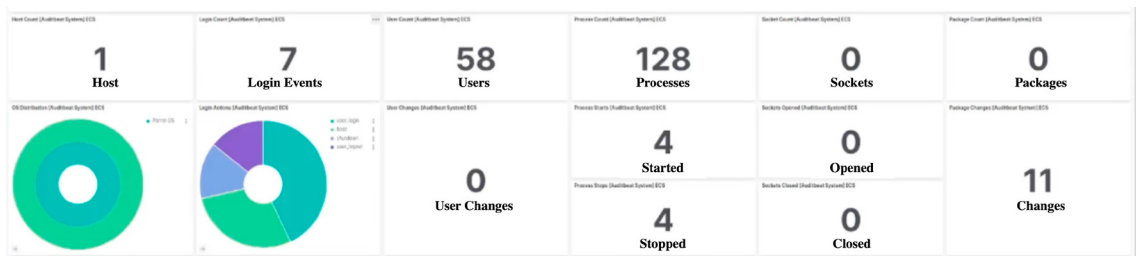 Host Count [Auditbeat System] ECS
Login Count [Auditbeat System] ECS
User Count [Auditbeat System] ECS
Process Count [Auditbeat System] ECS
Socket Count [Auditbeat System] ECS
Package Count [Auditbeat System] ECS
1
Host
7
Login Events
58
Users
128
Processes
0
Sockets
0
Packages
OS Distribution [Auditbeat System] ECS
Parrot OS
Login Actions [Auditbeat System] ECS
user_login
boot
shutdown
user_logout
User Changes [Auditbeat System] ECS
0
User Changes
Process Starts [Auditbeat System] ECS
4
Started
Process Stops [Auditbeat System] ECS
4
Stopped
Sockets Opened [Auditbeat System] ECS
0
Opened
Sockets Closed [Auditbeat System] ECS
0
Closed
Package Changes [Auditbeat System] ECS
11
Changes